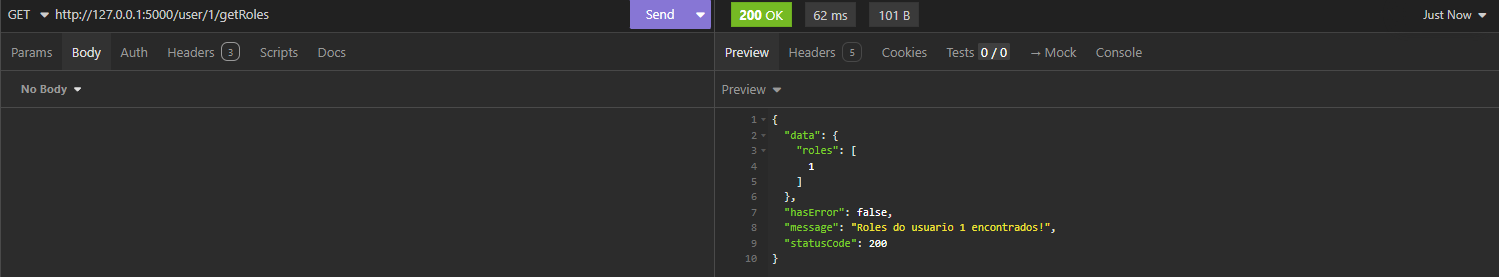 GET http://127.0.0.1:5000/user/1/getRoles Send 200 OK 62 ms 101 B Just Now
Params Body Auth Headers 3 Scripts Docs
Preview Headers 5 Cookies Tests 0 / 0 → Mock Console
No Body
Preview
1 {
2 "data": {
3 "roles": [
4 1
5 ]
6 },
7 "hasError": false,
8 "message": "Roles do usuario 1 encontrados!",
9 "statusCode": 200
10 }